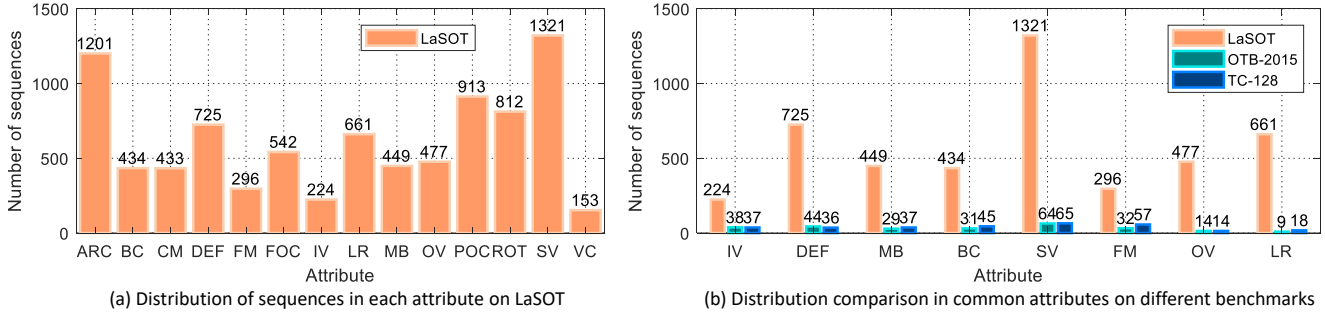 1500
1000
500
0
Number of sequences
LaSOT
1201
434
433
725
296
542
224
661
449
477
913
812
1321
153
ARC BC CM DEF FM FOC IV LR MB OV POC ROT SV VC
Attribute
(a) Distribution of sequences in each attribute on LaSOT
1500
1000
500
0
Number of sequences
LaSOT
OTB-2015
TC-128
224 38 37
725 44 36
449 29 37
434 31 45
1321 64 65
296 32 57
477 14 14
661 9 18
IV DEF MB BC SV FM OV LR
Attribute
(b) Distribution comparison in common attributes on different benchmarks